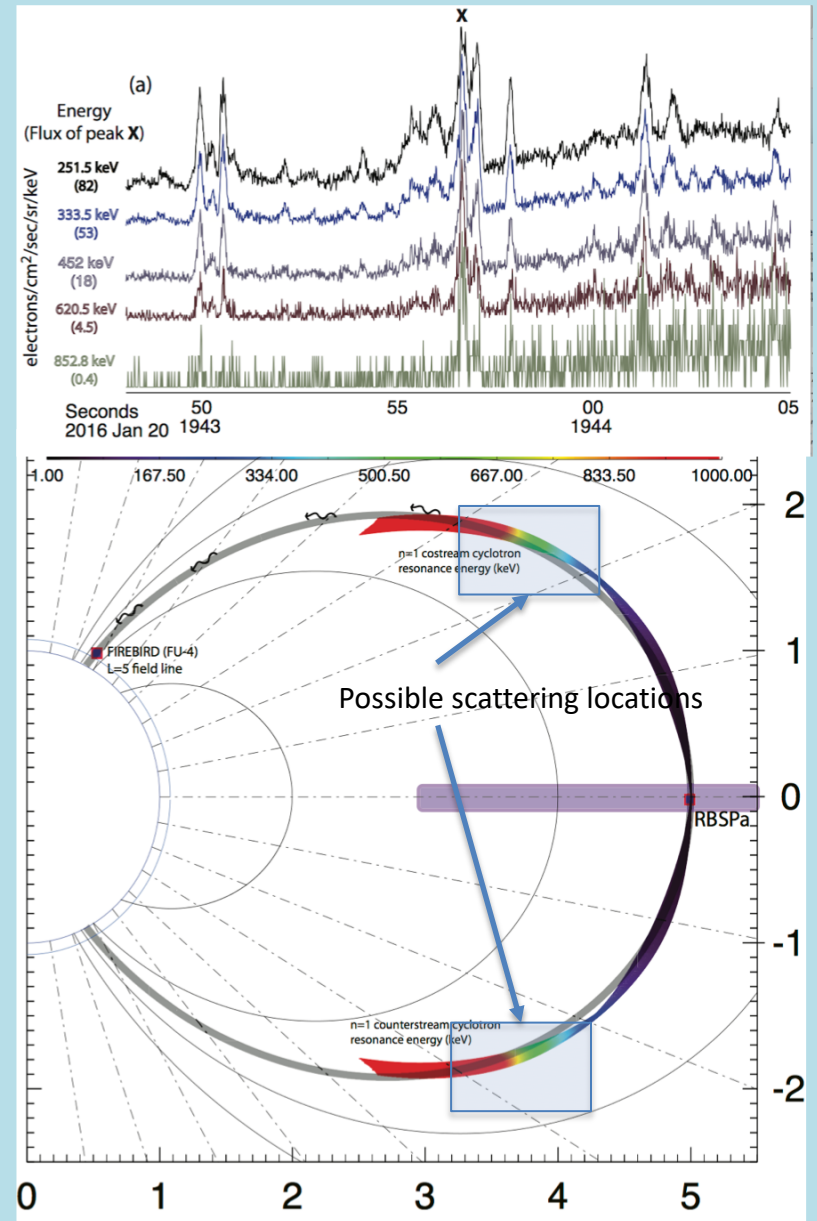 X
(a)
Energy
(Flux of peak X)
electrons/cm²/sec/sr/keV
251.5 keV
(82)
333.5 keV
(53)
452 keV
(18)
620.5 keV
(4.5)
852.8 keV
(0.4)
Seconds 50 55 00 05
2016 Jan 20 1943 1944
1.00 167.50 334.00 500.50 667.00 833.50 1000.00
2
n=1 costream cyclotron
resonance energy (keV)
1
FIREBIRD (FU-4)
L=5 field line
Possible scattering locations
0
RBSPa
-1
n=1 counterstream cyclotron
resonance energy (keV)
-2
0 1 2 3 4 5